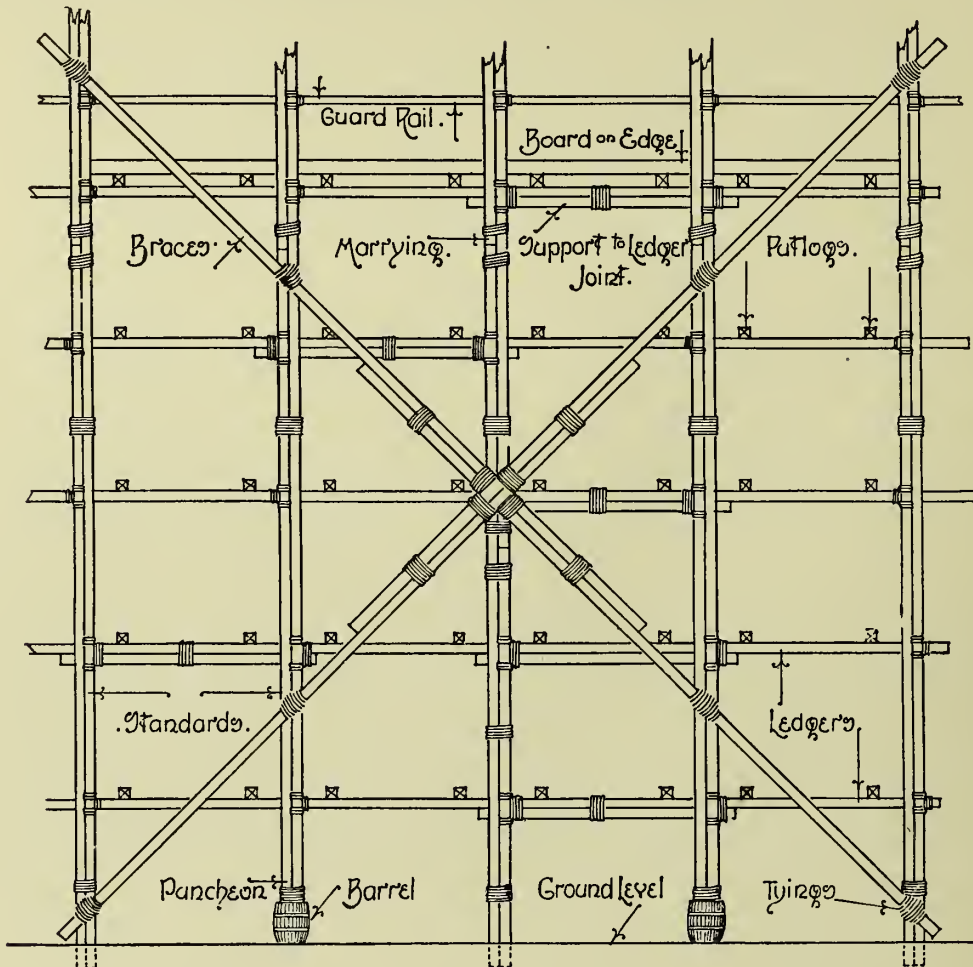 Guard Rail.
Board on Edge
Braces.
Marrying.
Support to Ledger
Joint.
Putlogs.
.Standards.
Ledgers.
Puncheon
Barrel
Ground Level
Tyings